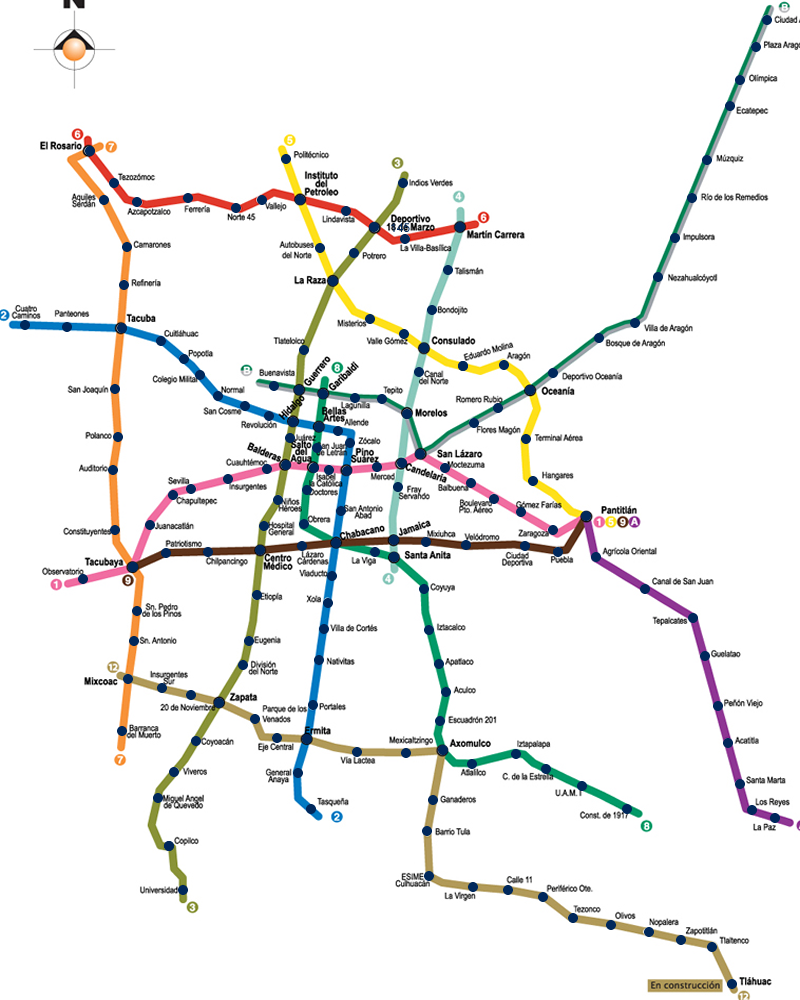 N
B
Ciudad A
Plaza Arag
Olímpica
Ecatepec
Múzquiz
Río de los Remedios
Impulsora
Nezahualcóyotl
Villa de Aragón
Bosque de Aragón
6
7
El Rosario
Tezozómoc
Aquiles
Serdán
Azcapotzalco
Ferrería
Norte 45
Vallejo
5
Politécnico
Instituto
del
Petroleo
Lindavista
3
Indios Verdes
Deportivo
18 de Marzo
La Villa-Basílica
4
6
Martín Carrera
Camarones
Refinería
Autobuses
del Norte
Potrero
La Raza
Talismán
Bondojito
2
Cuatro
Caminos
Panteones
Tacuba
Cuitláhuac
Popotla
Colegio Militar
Normal
San Cosme
Revolución
Misterios
Valle Gómez
Consulado
Eduardo Molina
Aragón
Tlatelolco
Canal
del Norte
Deportivo Oceanía
Oceanía
Romero Rubio
Flores Magón
B
Buenavista
Guerrero
8
Garibaldi
Lagunilla
Tepito
Morelos
San Joaquín
Hidalgo
Bellas
Artes
Allende
Zócalo
Juárez
San Juan
de Letrán
Terminal Aérea
Hangares
Polanco
Auditorio
Constituyentes
Balderas
Salto
del
Agua
Pino
Suárez
Cuauhtémoc
Insurgentes
Sevilla
Chapultepec
Juanacatlán
Isabel
la Católica
Merced
Candelaria
San Lázaro
Moctezuma
Balbuena
Boulevard
Pto. Aéreo
Gómez Farías
Zaragoza
Pantitlán
1 5 9 A
Doctores
Fray
Servando
Niños
Héroes
San Antonio
Abad
Obrera
Hospital
General
Chabacano
Jamaica
Mixiuhca
Velódromo
Ciudad
Deportiva
Puebla
Agrícola Oriental
Tacubaya
9
Observatorio
1
Patriotismo
Chilpancingo
Centro
Médico
Lázaro
Cárdenas
La Viga
Santa Anita
4
Viaducto
Coyuya
Canal de San Juan
Tepalcates
Guelatao
Peñón Viejo
Acatitla
Santa Marta
Los Reyes
La Paz
Sn. Pedro
de los Pinos
Sn. Antonio
Etiopía
Xola
Villa de Cortés
Nativitas
Portales
Iztacalco
Apatlaco
Aculco
Escuadrón 201
Eugenia
División
del Norte
12
Mixcoac
Insurgentes
Sur
20 de Noviembre
Zapata
Parque de los
Venados
Eje Central
Ermita
Vía Lactea
Mexicaltzingo
Axomulco
Atlalilco
Iztapalapa
C. de la Estrella
U.A.M. I
Const. de 1917
8
Barranca
del Muerto
7
Coyoacán
Viveros
Miguel Angel
de Quevedo
Copilco
Universidad
3
General
Anaya
Tasqueña
2
Ganaderos
Barrio Tula
ESIME
Culhuacán
La Virgen
Calle 11
Periférico Ote.
Tezonco
Olivos
Nopalera
Zapotitlán
Tlaltenco
En construcción
Tláhuac
12